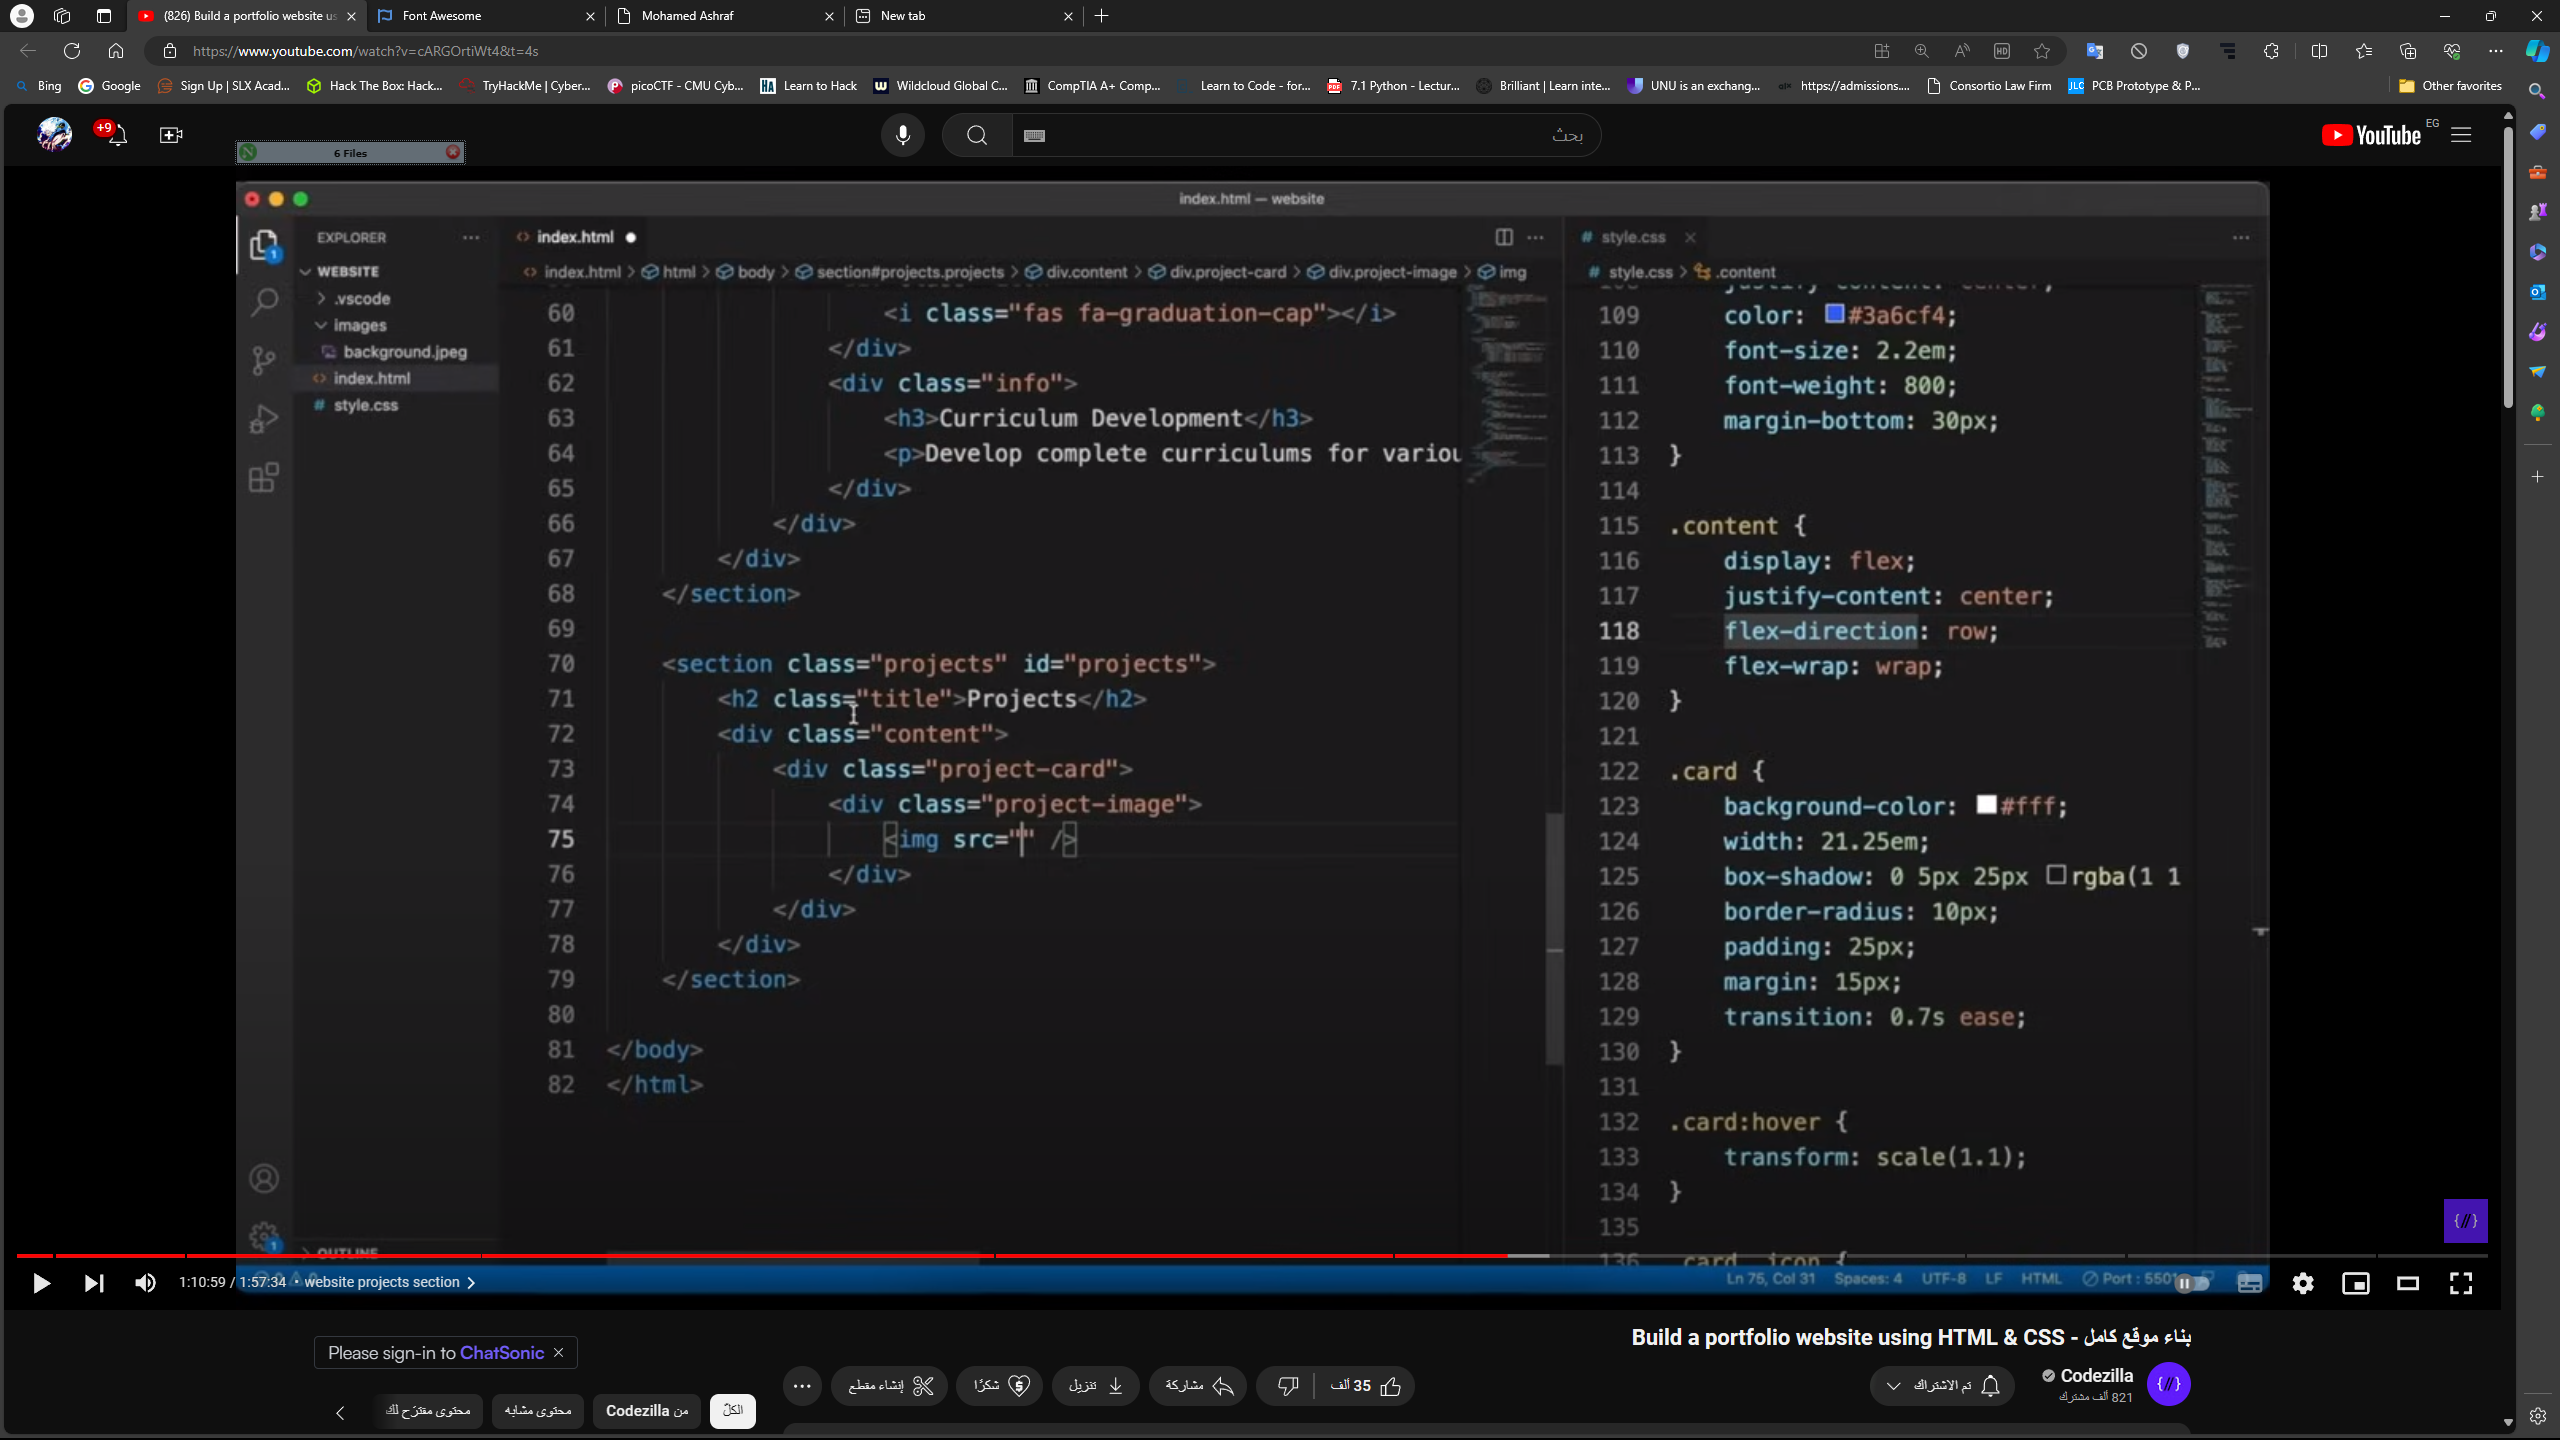 (826) Build a portfolio website us
Font Awesome
Mohamed Ashraf
New tab
https://www.youtube.com/watch?v=cARGOrtiWt4&t=4s
Bing
Google
Sign Up | SLX Acad...
Hack The Box: Hack...
TryHackMe | Cyber...
picoCTF - CMU Cyb...
Learn to Hack
Wildcloud Global C...
CompTIA A+ Comp...
Learn to Code - for...
7.1 Python - Lectur...
Brilliant | Learn inte...
UNU is an exchang...
https://admissions....
Consortio Law Firm
PCB Prototype & P...
Other favorites
+9
6 Files
بحث
YouTube EG
index.html — website
EXPLORER
WEBSITE
.vscode
images
background.jpeg
index.html
style.css
OUTLINE
index.html
index.html > html > body > section#projects.projects > div.content > div.project-card > div.project-image > img
60 <i class="fas fa-graduation-cap"></i>
61 </div>
62 <div class="info">
63 <h3>Curriculum Development</h3>
64 <p>Develop complete curriculums for variou
65 </div>
66 </div>
67 </div>
68 </section>
69
70 <section class="projects" id="projects">
71 <h2 class="title">Projects</h2>
72 <div class="content">
73 <div class="project-card">
74 <div class="project-image">
75 <img src="" />
76 </div>
77 </div>
78 </div>
79 </section>
80
81 </body>
82 </html>
# style.css
# style.css > .content
109 color: #3a6cf4;
110 font-size: 2.2em;
111 font-weight: 800;
112 margin-bottom: 30px;
113 }
114
115 .content {
116 display: flex;
117 justify-content: center;
118 flex-direction: row;
119 flex-wrap: wrap;
120 }
121
122 .card {
123 background-color: #fff;
124 width: 21.25em;
125 box-shadow: 0 5px 25px rgba(1 1
126 border-radius: 10px;
127 padding: 25px;
128 margin: 15px;
129 transition: 0.7s ease;
130 }
131
132 .card:hover {
133 transform: scale(1.1);
134 }
135
136 .card .icon {
1:10:59 / 1:57:34 • website projects section >
Ln 75, Col 31 Spaces: 4 UTF-8 LF HTML Port : 5501
{//}
بناء موقع كامل - Build a portfolio website using HTML & CSS
Codezilla
821 ألف مشترك
{//}
تم الاشتراك
35 ألف
مشاركة
تنزيل
شكرًا
إنشاء مقطع
Please sign-in to ChatSonic
الكلّ
من Codezilla
محتوى مشابه
محتوى مقترَح لك